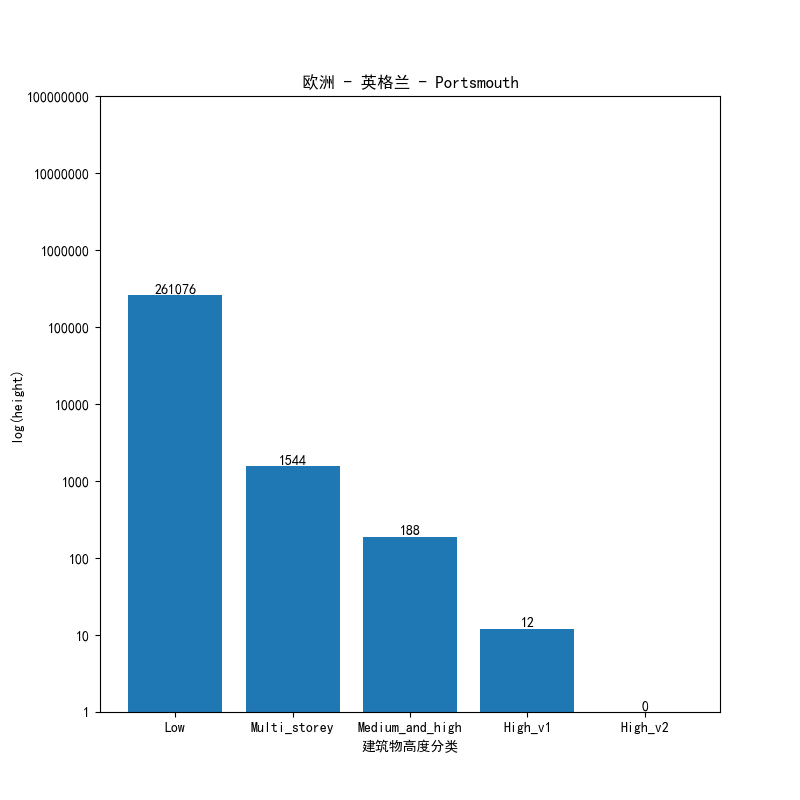 欧洲 - 英格兰 - Portsmouth
100000000
10000000
1000000
100000
10000
1000
100
10
1
log(height)
261076
1544
188
12
0
Low
Multi_storey
Medium_and_high
High_v1
High_v2
建筑物高度分类